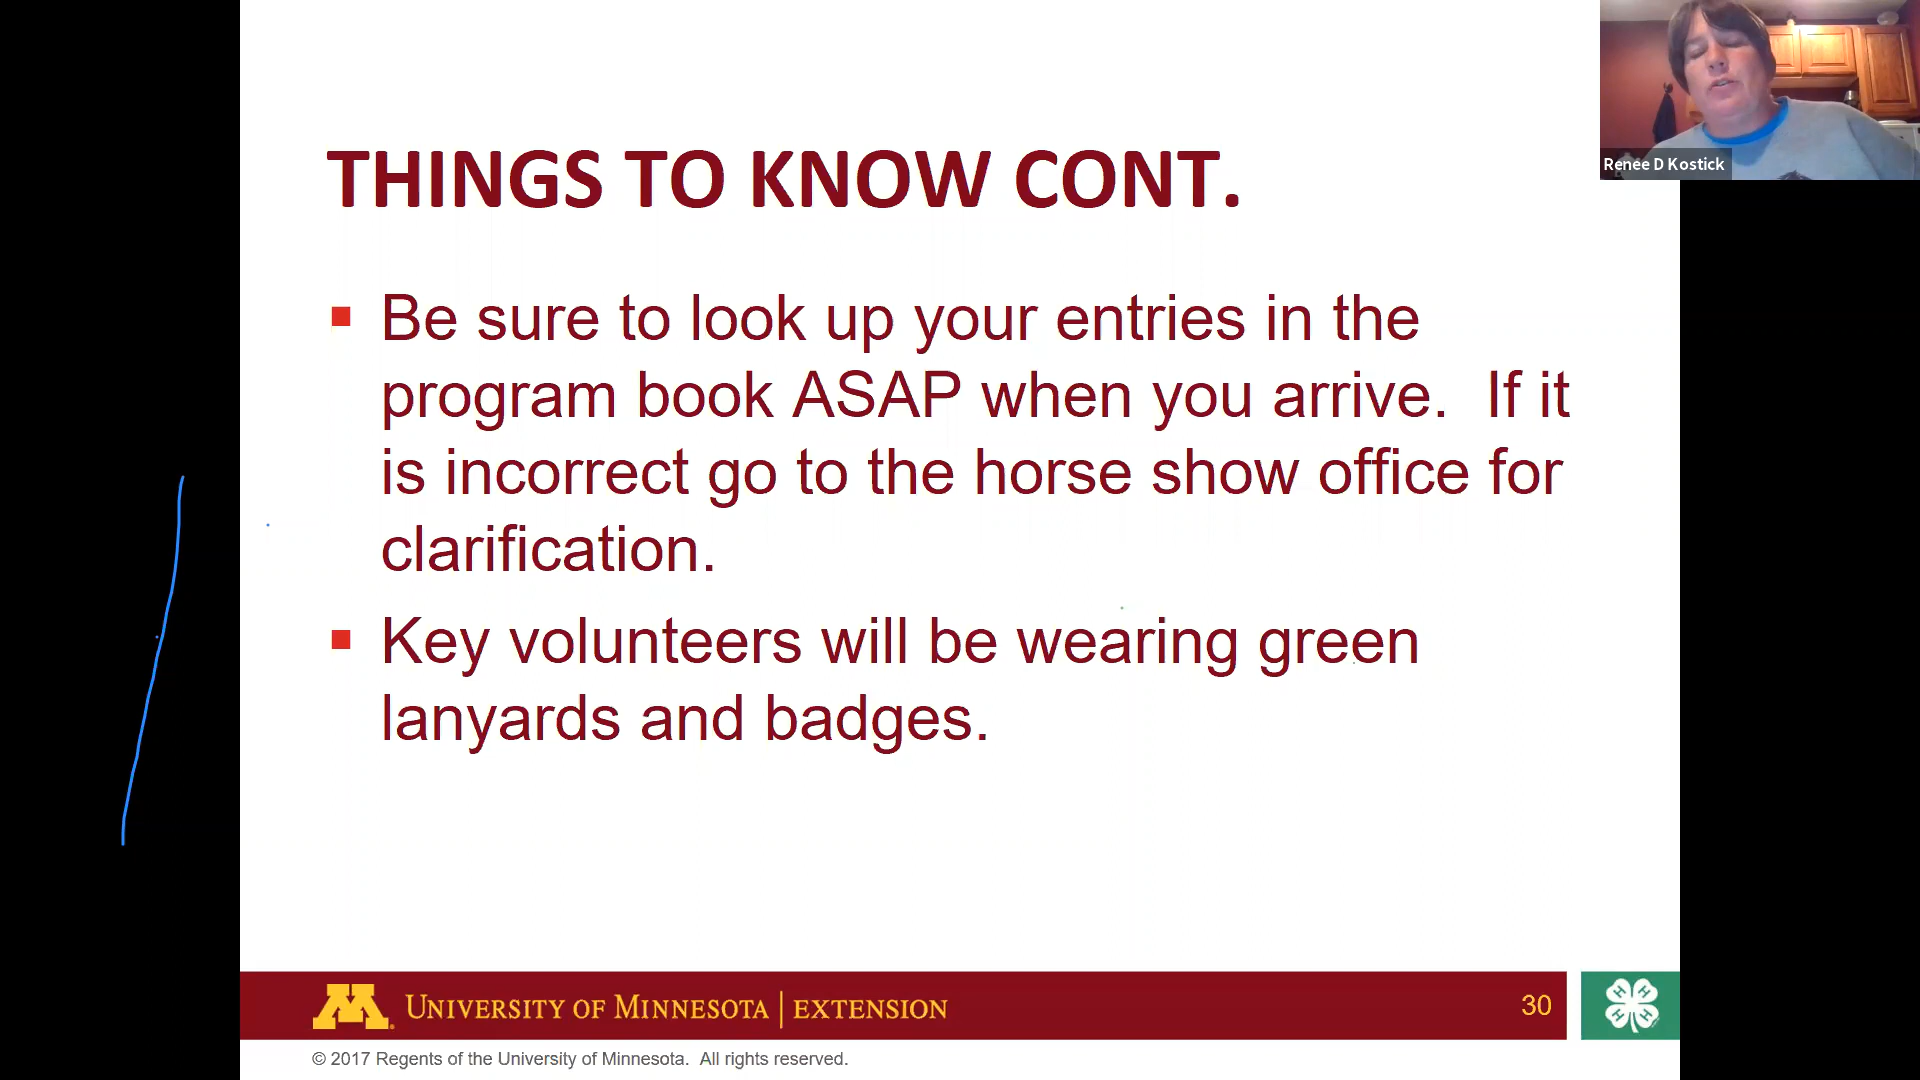 Renée D Kostick
THINGS TO KNOW CONT.
Be sure to look up your entries in the
program book ASAP when you arrive.  If it
is incorrect go to the horse show office for
clarification.
Key volunteers will be wearing green
lanyards and badges.
M UNIVERSITY OF MINNESOTA | EXTENSION
30
H H H H
© 2017 Regents of the University of Minnesota.  All rights reserved.